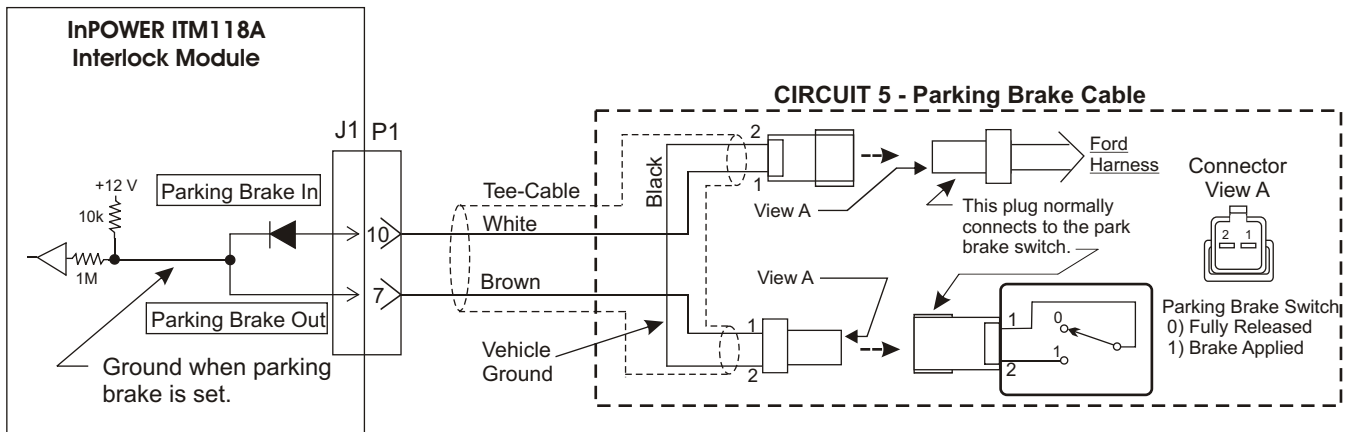 InPOWER ITM118A
Interlock Module
J1 P1
+12 V
10k
1M
Parking Brake In
10
7
Parking Brake Out
Ground when parking
brake is set.
Tee-Cable
White
Brown
Vehicle
Ground
CIRCUIT 5 - Parking Brake Cable
Black
2
1
View A
Ford
Harness
This plug normally
connects to the park
brake switch.
Connector
View A
2 1
View A
1
2
1
2
0
1
Parking Brake Switch
0) Fully Released
1) Brake Applied